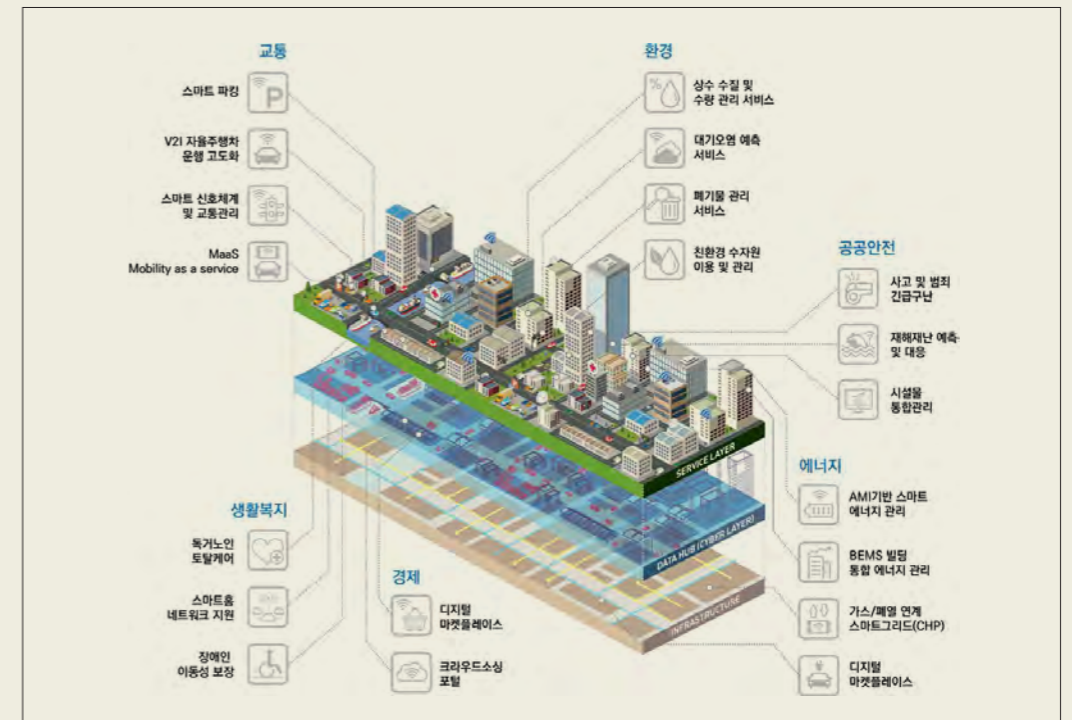 교통
스마트 파킹
V2I 자율주행차
운행 고도화
스마트 신호체계
및 교통관리
MaaS
Mobility as a service
환경
상수 수질 및
수량 관리 서비스
대기오염 예측
서비스
폐기물 관리
서비스
친환경 수자원
이용 및 관리
공공안전
사고 및 범죄
긴급구난
재해재난 예측
및 대응
시설물
통합관리
에너지
AMI기반 스마트
에너지 관리
BEMS 빌딩
통합 에너지 관리
가스/폐열 연계
스마트그리드(CHP)
디지털
마켓플레이스
생활복지
독거노인
토탈케어
스마트홈
네트워크 지원
장애인
이동성 보장
경제
디지털
마켓플레이스
크라우드소싱
포털
SERVICE LAYER
DATA HUB (CYBER LAYER)
INFRASTRUCTURE